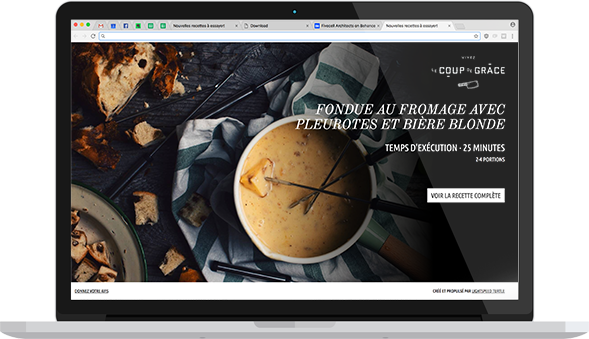 Nouvelles recettes à essayer!
Download
Fivecell Architects on Behance
Nouvelles recettes à essayer!
VIVEZ
LE COUP DE GRÂCE
FONDUE AU FROMAGE AVEC
PLEUROTES ET BIÈRE BLONDE
TEMPS D'EXÉCUTION · 25 MINUTES
2-4 PORTIONS
VOIR LA RECETTE COMPLÈTE
DONNEZ VOTRE AVIS
CRÉÉ ET PROPULSÉ PAR LIGHTSPEED TEXTILE